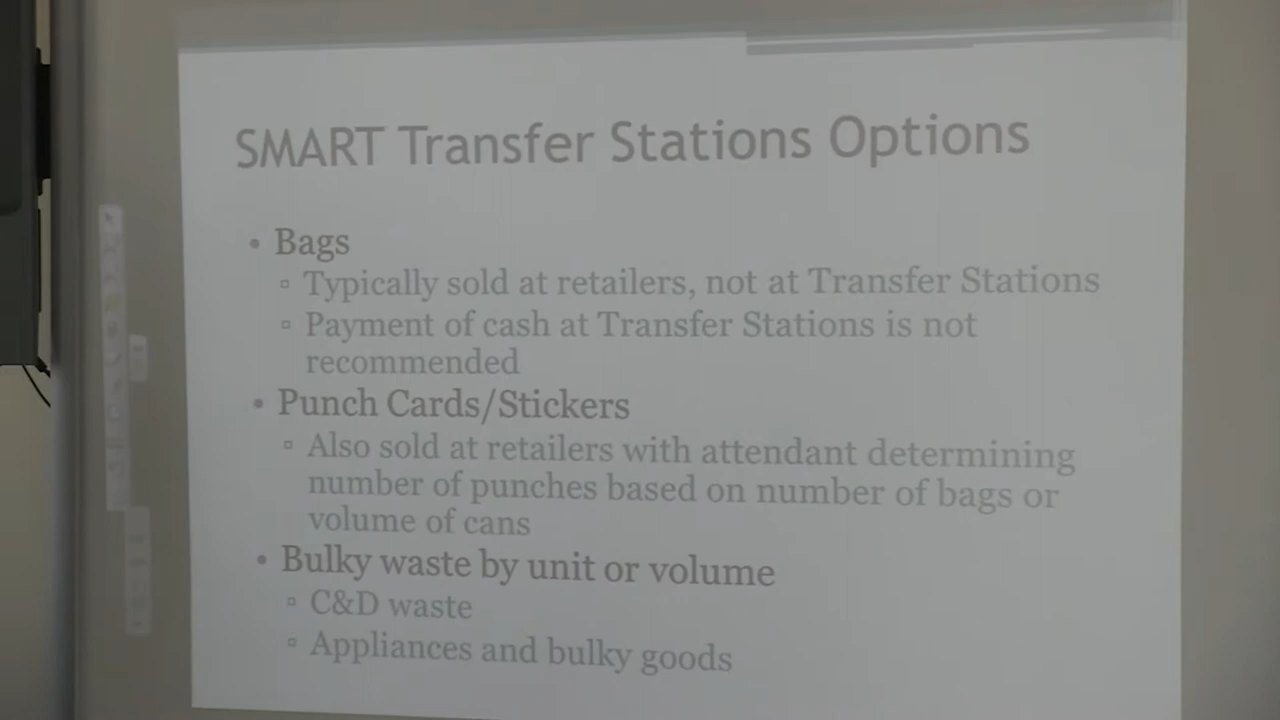 SMART Transfer Stations Options
• Bags
▫ Typically sold at retailers, not at Transfer Stations
▫ Payment of cash at Transfer Stations is not
recommended
• Punch Cards/Stickers
▫ Also sold at retailers with attendant determining
number of punches based on number of bags or
volume of cans
• Bulky waste by unit or volume
▫ C&D waste
▫ Appliances and bulky goods